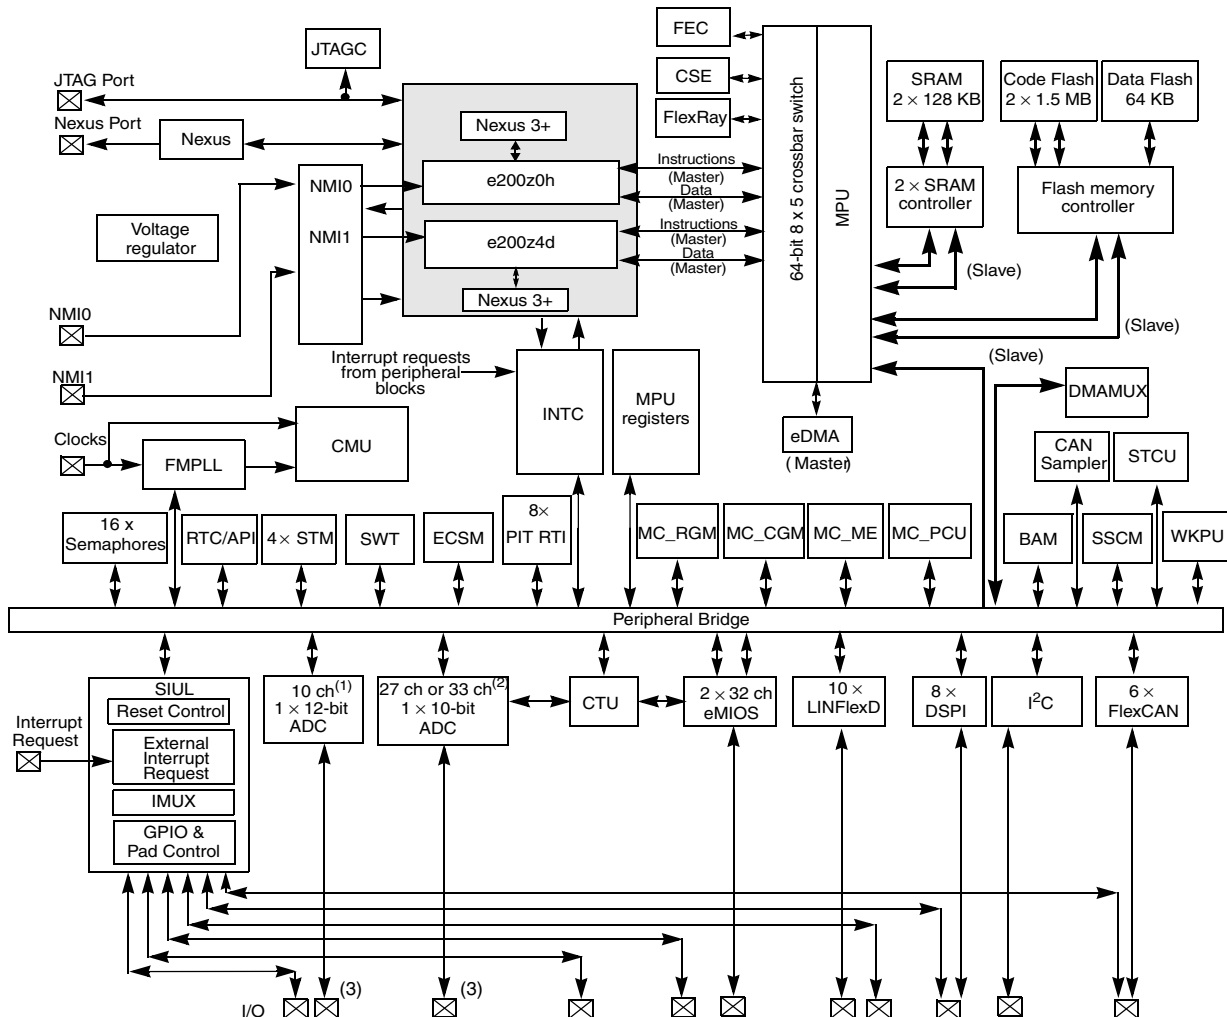 FEC
JTAGC
CSE
FlexRay
JTAG Port
Nexus Port
Nexus
Nexus 3+
e200z0h
NMI0
NMI1
e200z4d
Nexus 3+
Voltage
regulator
NMI0
NMI1
Instructions
(Master)
Data
(Master)
Instructions
(Master)
Data
(Master)
64-bit 8 x 5 crossbar switch
MPU
SRAM
2 × 128 KB
Code Flash
2 × 1.5 MB
Data Flash
64 KB
2 × SRAM
controller
Flash memory
controller
(Slave)
(Slave)
(Slave)
Interrupt requests
from peripheral
blocks
INTC
MPU
registers
eDMA
(Master)
DMAMUX
Clocks
FMPLL
CMU
CAN
Sampler
STCU
16 x
Semaphores
RTC/API
4× STM
SWT
ECSM
8×
PIT RTI
MC_RGM
MC_CGM
MC_ME
MC_PCU
BAM
SSCM
WKPU
Peripheral Bridge
SIUL
Reset Control
External
Interrupt
Request
IMUX
GPIO &
Pad Control
Interrupt
Request
10 ch(1)
1 × 12-bit
ADC
27 ch or 33 ch(2)
1 × 10-bit
ADC
CTU
2 × 32 ch
eMIOS
10×
LINFlexD
8 ×
DSPI
I2C
6 ×
FlexCAN
I/O
(3)
(3)